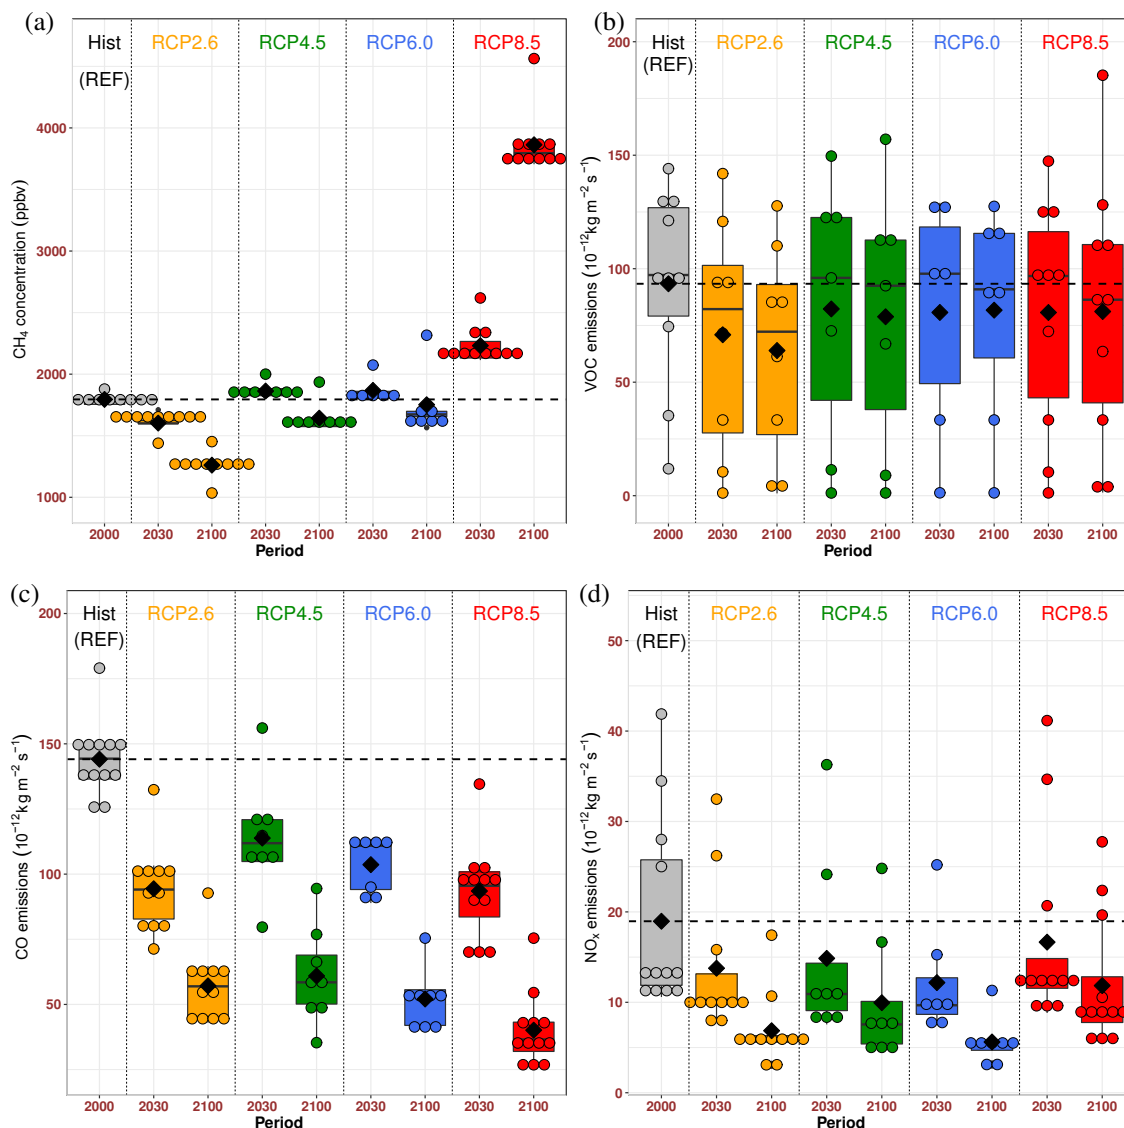 (a)
Hist RCP2.6 RCP4.5 RCP6.0 RCP8.5
(REF)
CH4 concentration (ppbv)
4000
3000
2000
1000
2000 2030 2100 2030 2100 2030 2100 2030 2100
Period
(b)
Hist RCP2.6 RCP4.5 RCP6.0 RCP8.5
(REF)
VOC emissions (10−12kg m−2 s−1)
200
150
100
50
0
2000 2030 2100 2030 2100 2030 2100 2030 2100
Period
(c)
Hist RCP2.6 RCP4.5 RCP6.0 RCP8.5
(REF)
CO emissions (10−12kg m−2 s−1)
200
150
100
50
2000 2030 2100 2030 2100 2030 2100 2030 2100
Period
(d)
Hist RCP2.6 RCP4.5 RCP6.0 RCP8.5
(REF)
NOx emissions (10−12kg m−2 s−1)
50
40
30
20
10
0
2000 2030 2100 2030 2100 2030 2100 2030 2100
Period